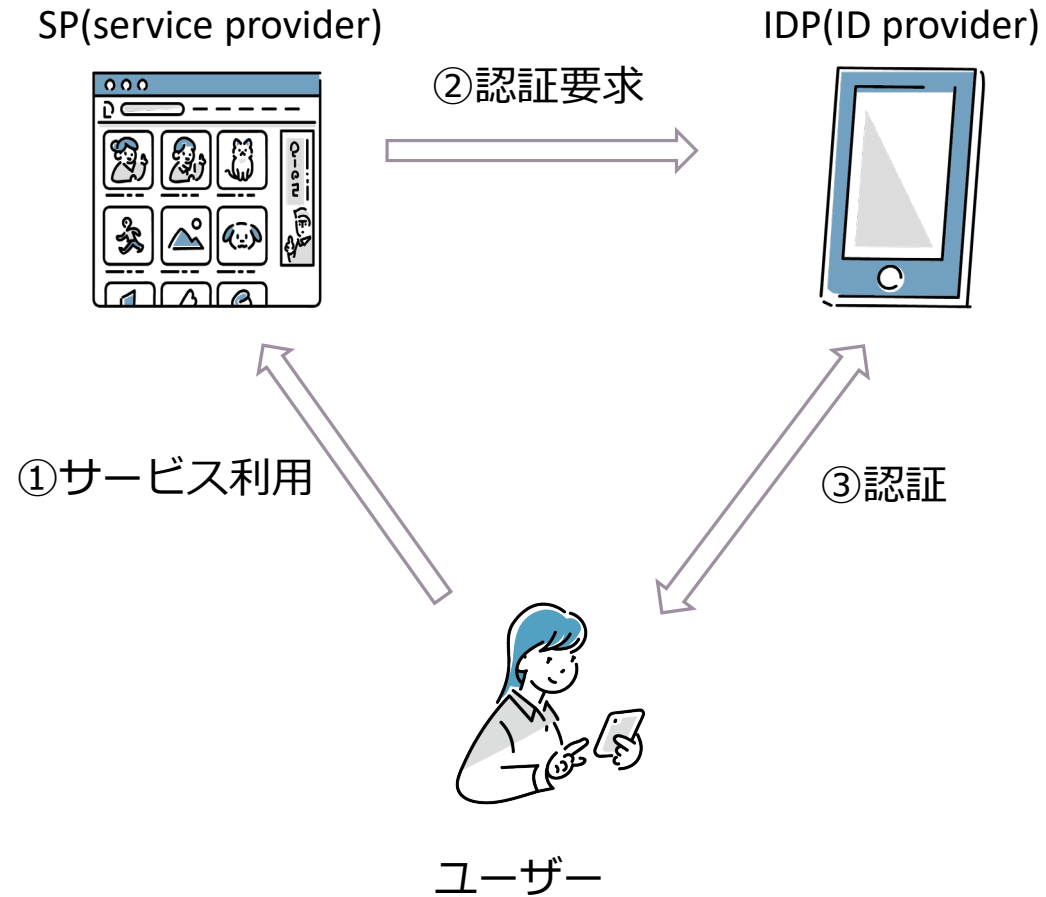 SP(service provider)
IDP(ID provider)
②認証要求
①サービス利用
③認証
ユーザー